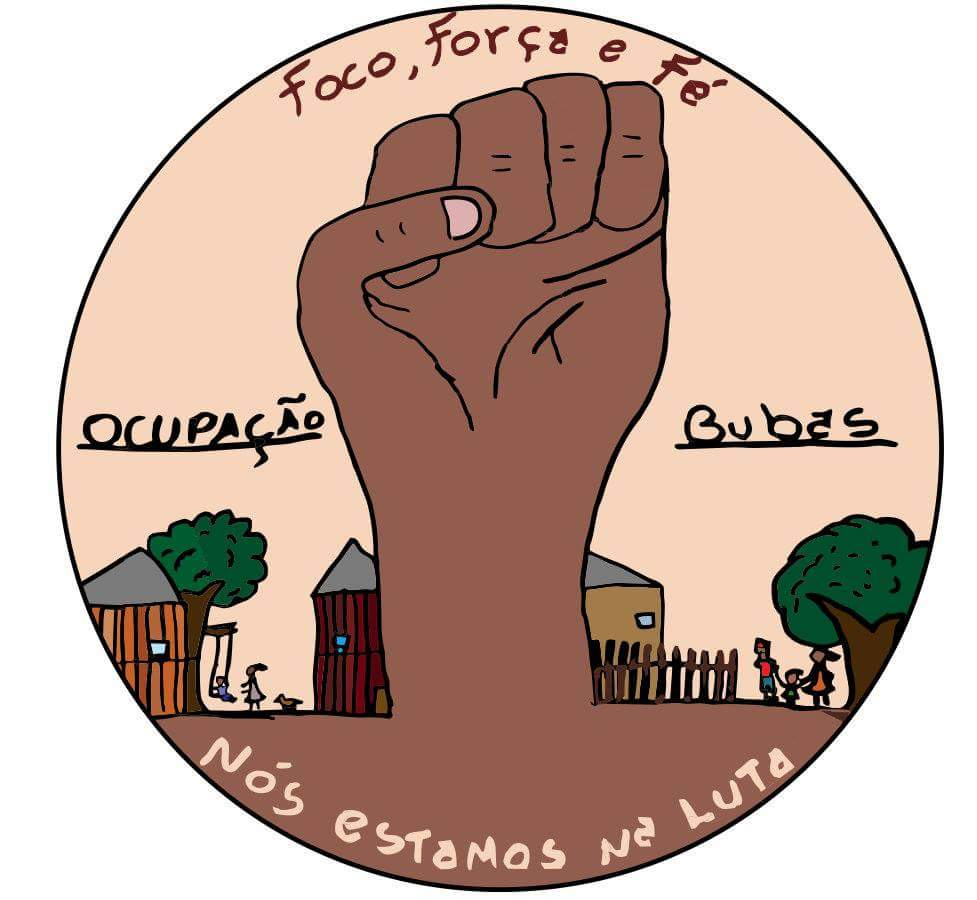 Foco, Força e Fé
OCUPAÇÃO
Bubas
Nós estamos na LUTa